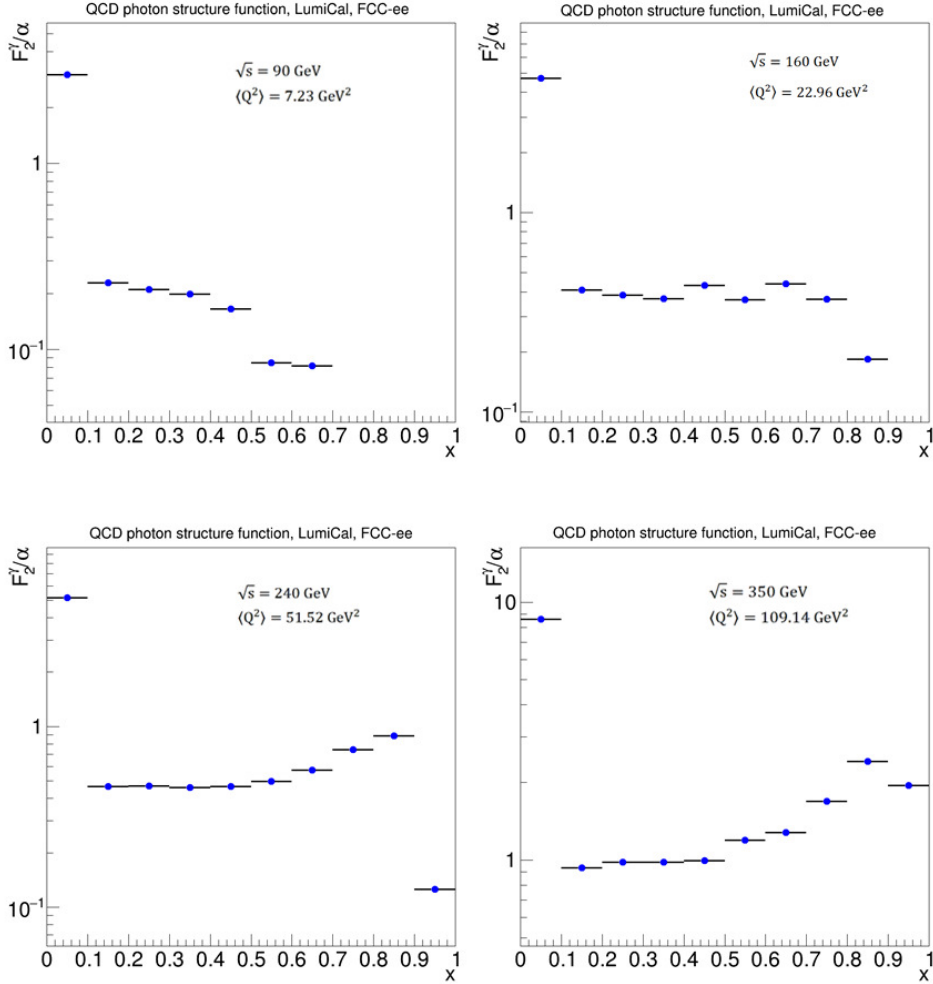 QCD photon structure function, LumiCal, FCC-ee
F₂^γ/α
√s = 90 GeV
⟨Q²⟩ = 7.23 GeV²
1
10⁻¹
0 0.1 0.2 0.3 0.4 0.5 0.6 0.7 0.8 0.9 1
x
QCD photon structure function, LumiCal, FCC-ee
F₂^γ/α
√s = 160 GeV
⟨Q²⟩ = 22.96 GeV²
1
10⁻¹
0 0.1 0.2 0.3 0.4 0.5 0.6 0.7 0.8 0.9 1
x
QCD photon structure function, LumiCal, FCC-ee
F₂^γ/α
√s = 240 GeV
⟨Q²⟩ = 51.52 GeV²
1
10⁻¹
0 0.1 0.2 0.3 0.4 0.5 0.6 0.7 0.8 0.9 1
x
QCD photon structure function, LumiCal, FCC-ee
F₂^γ/α
√s = 350 GeV
10
⟨Q²⟩ = 109.14 GeV²
1
0 0.1 0.2 0.3 0.4 0.5 0.6 0.7 0.8 0.9 1
x